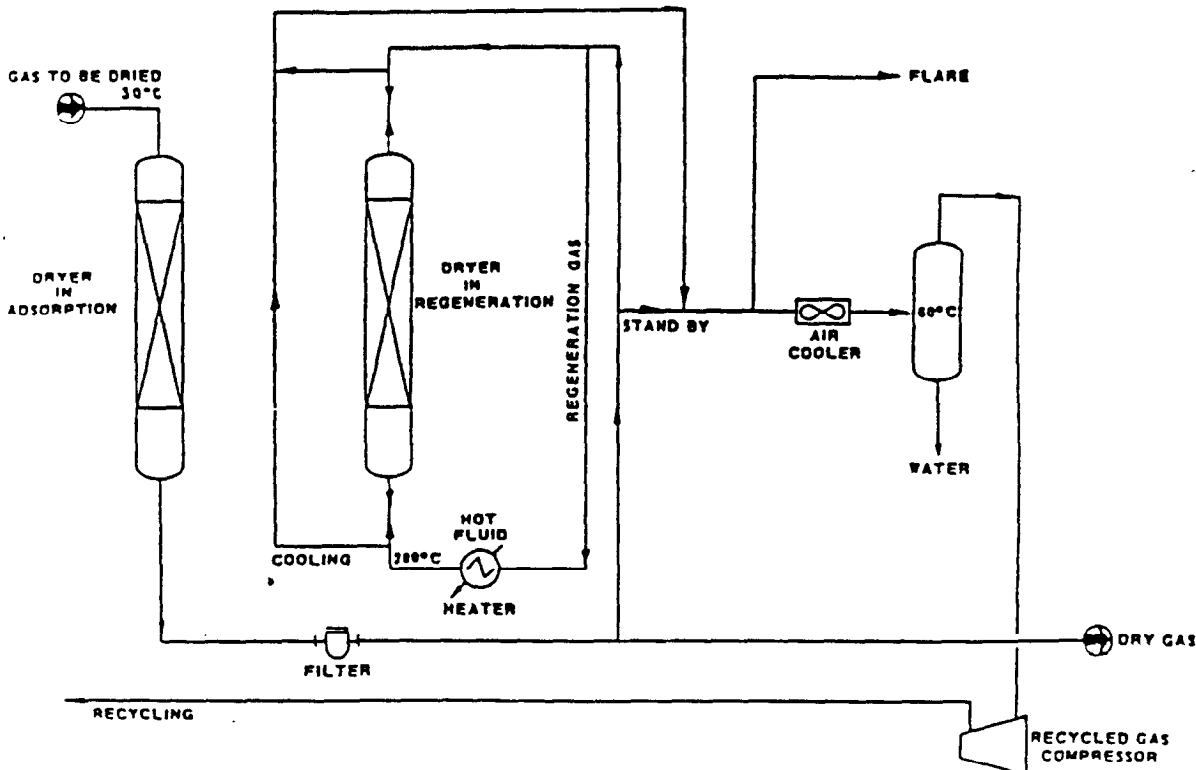 GAS TO BE DRIED
30°C
FLARE
DRYER
IN
ADSORPTION
DRYER
IN
REGENERATION
REGENERATION GAS
STAND BY
AIR
COOLER
60°C
WATER
HOT
FLUID
COOLING
HEATER
FILTER
DRY GAS
RECYCLING
RECYCLED GAS
COMPRESSOR